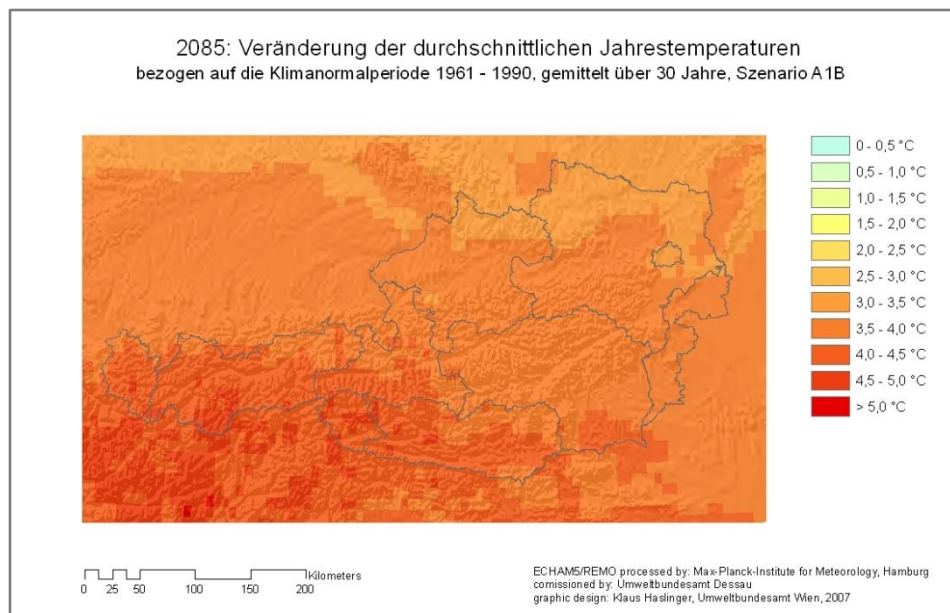 2085: Veränderung der durchschnittlichen Jahrestemperaturen
bezogen auf die Klimanormalperiode 1961 - 1990, gemittelt über 30 Jahre, Szenario A1B
0 - 0,5 °C
0,5 - 1,0 °C
1,0 - 1,5 °C
1,5 - 2,0 °C
2,0 - 2,5 °C
2,5 - 3,0 °C
3,0 - 3,5 °C
3,5 - 4,0 °C
4,0 - 4,5 °C
4,5 - 5,0 °C
> 5,0 °C
Kilometers
0 25 50 100 150 200
ECHAM5/REMO processed by: Max-Planck-Institute for Meteorology, Hamburg
comissioned by: Umweltbundesamt Dessau
graphic design: Klaus Haslinger, Umweltbundesamt Wien, 2007